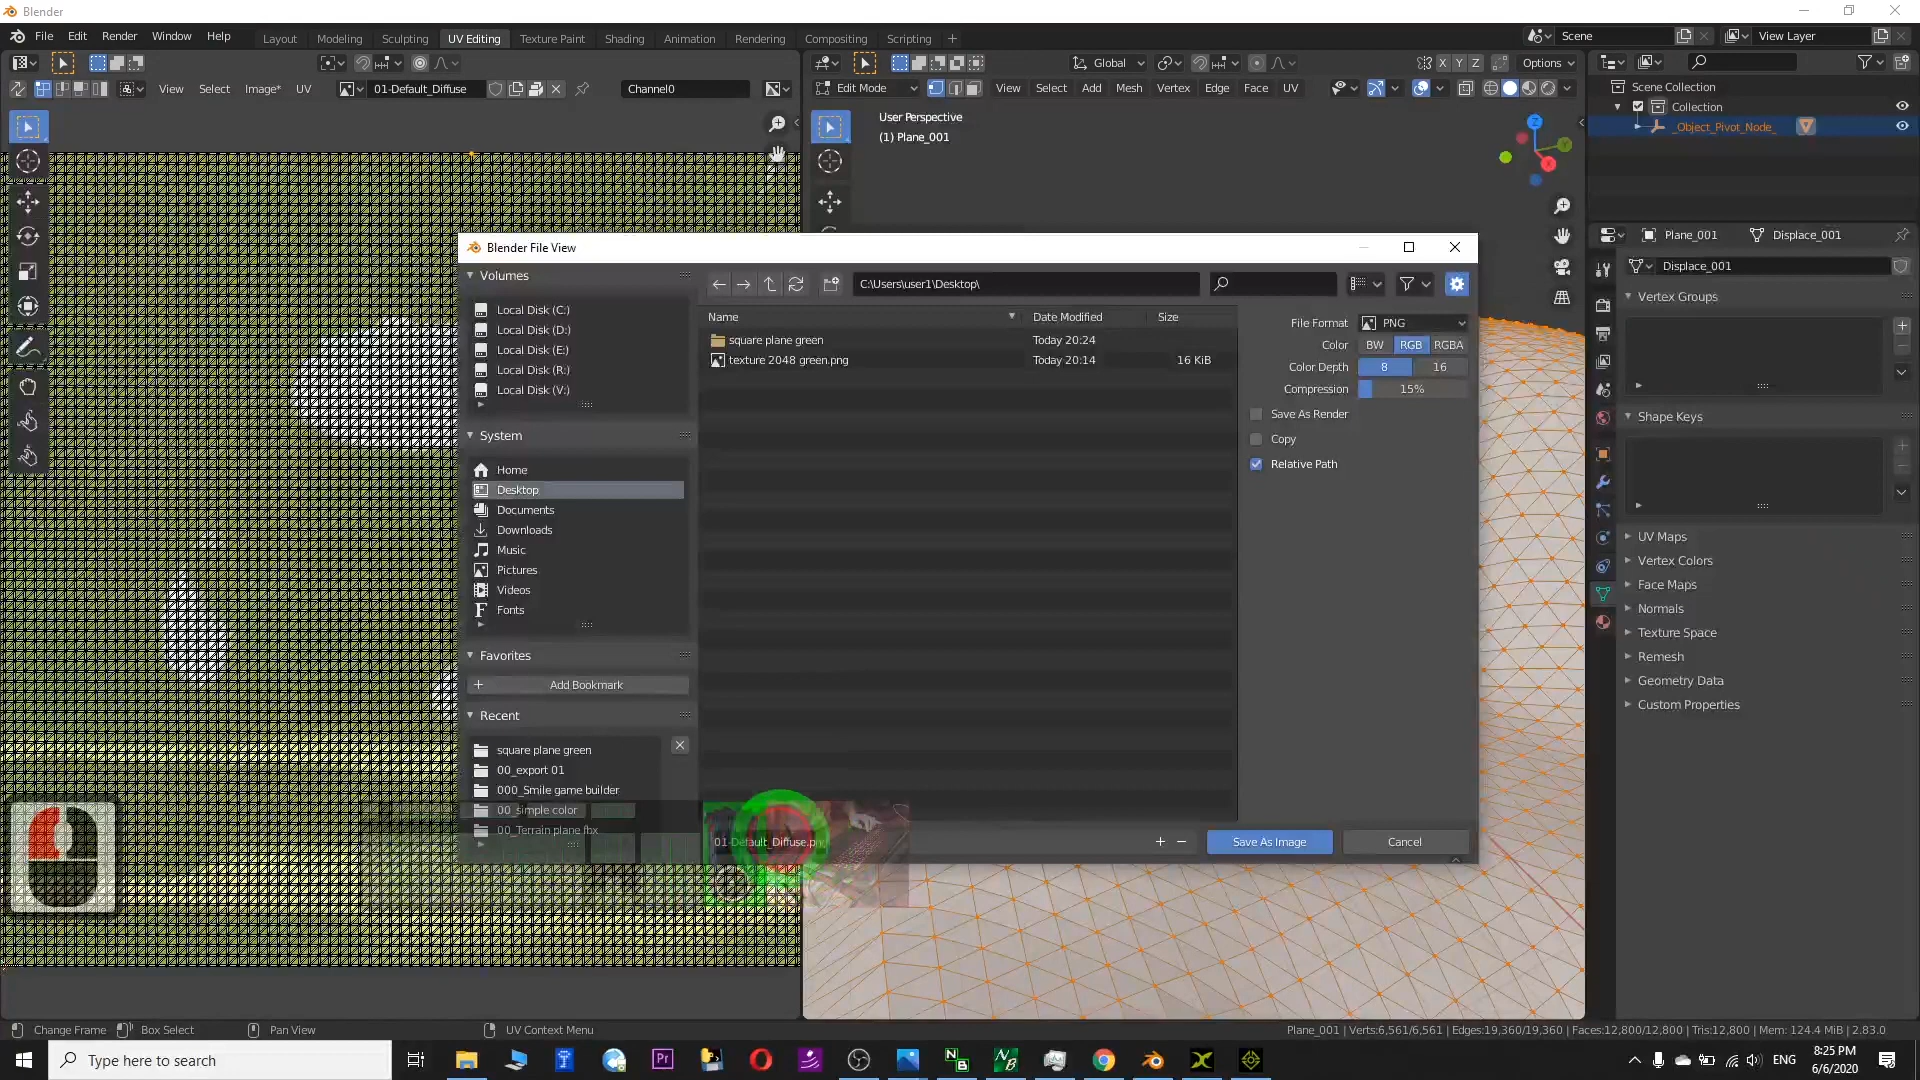 Blender
File Edit Render Window Help
Layout Modeling Sculpting UV Editing Texture Paint Shading Animation Rendering Compositing Scripting
Scene View Layer
Global X Y Z Options
View Select Image* UV 01-Default_Diffuse Channel0
Edit Mode View Select Add Mesh Vertex Edge Face UV
User Perspective
(1) Plane_001
Scene Collection
Collection
_Object_Pivot_Node_
Plane_001 Displace_001
Displace_001
Vertex Groups
Shape Keys
UV Maps
Vertex Colors
Face Maps
Normals
Texture Space
Remesh
Geometry Data
Custom Properties
Blender File View
Volumes
Local Disk (C:)
Local Disk (D:)
Local Disk (E:)
Local Disk (R:)
Local Disk (V:)
System
Home
Desktop
Documents
Downloads
Music
Pictures
Videos
Fonts
Favorites
Add Bookmark
Recent
square plane green
00_export 01
000_Smile game builder
00_simple color
00_Terrain plane fbx
C:\Users\user1\Desktop\
Name Date Modified Size
square plane green Today 20:24
texture 2048 green.png Today 20:14 16 KiB
File Format PNG
Color BW RGB RGBA
Color Depth 8 16
Compression 15%
Save As Render
Copy
Relative Path
01-Default_Diffuse.png
Save As Image Cancel
Change Frame Box Select Pan View UV Context Menu
Plane_001 | Verts:6,561/6,561 | Edges:19,360/19,360 | Faces:12,800/12,800 | Tris:12,800 | Mem: 124.4 MiB | 2.83.0
Type here to search
ENG
8:25 PM
6/6/2020